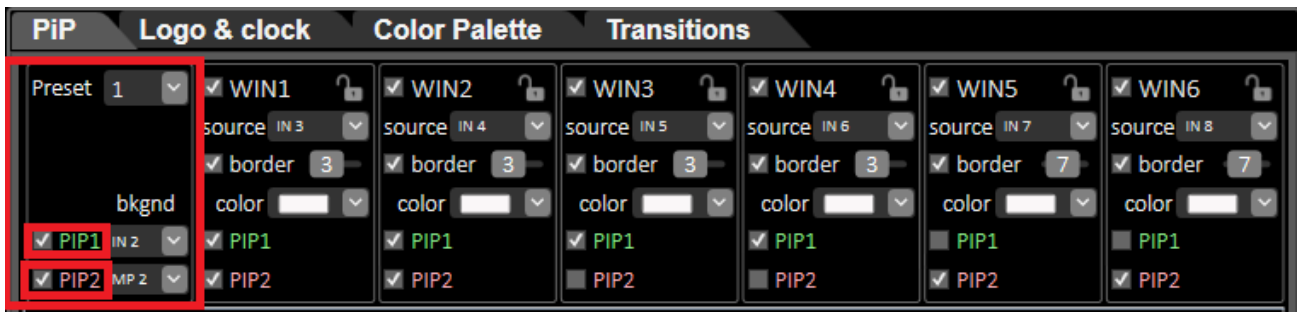 PiP Logo & clock Color Palette Transitions
Preset 1 WIN1 WIN2 WIN3 WIN4 WIN5 WIN6
source IN 3 source IN 4 source IN 5 source IN 6 source IN 7 source IN 8
border 3 border 3 border 3 border 3 border 7 border 7
bkgnd color color color color color color
PIP1 IN 2 PIP1 PIP1 PIP1 PIP1 PIP1 PIP1
PIP2 MP 2 PIP2 PIP2 PIP2 PIP2 PIP2 PIP2